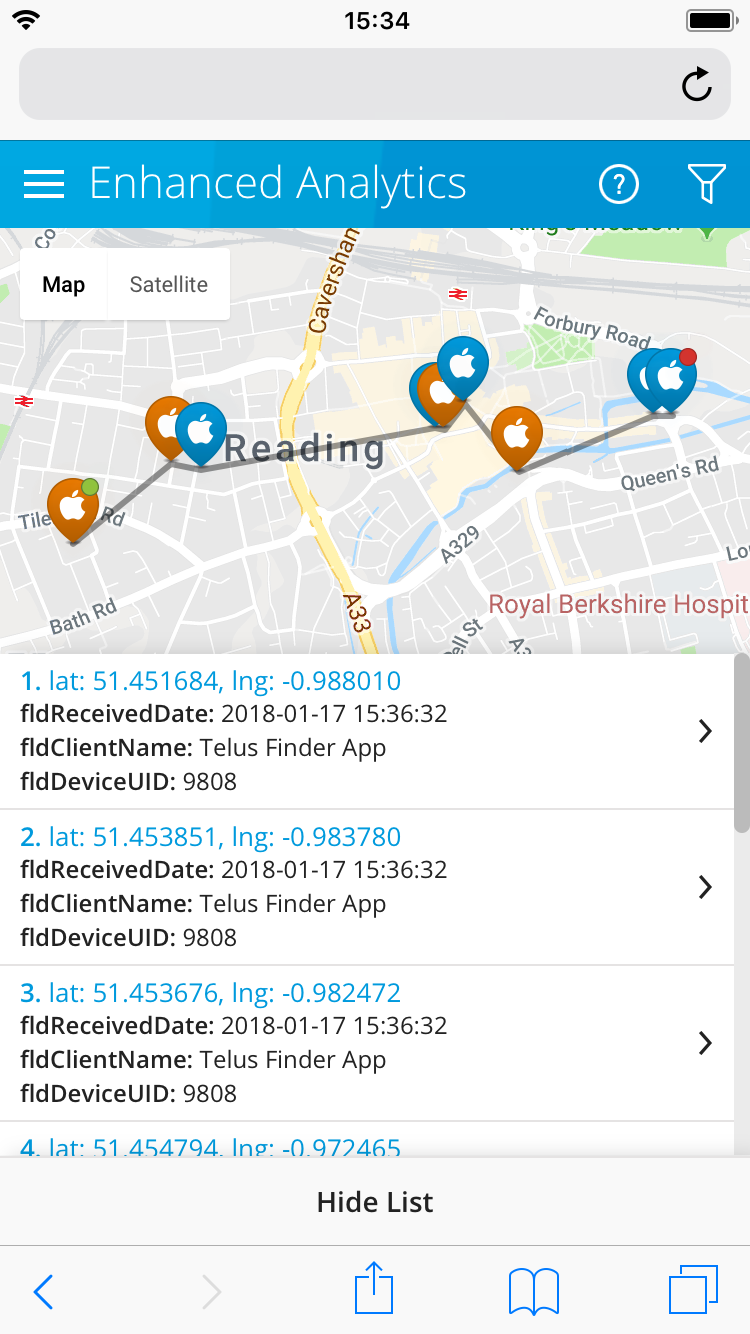 15:34
Enhanced Analytics
?
Map
Satellite
Caversham
Forbury Road
Reading
Queen's Rd
Rd
A329
Bath Rd
A33
Royal Berkshire Hospit
1. lat: 51.451684, lng: -0.988010
fldReceivedDate: 2018-01-17 15:36:32
fldClientName: Telus Finder App
fldDeviceUID: 9808
2. lat: 51.453851, lng: -0.983780
fldReceivedDate: 2018-01-17 15:36:32
fldClientName: Telus Finder App
fldDeviceUID: 9808
3. lat: 51.453676, lng: -0.982472
fldReceivedDate: 2018-01-17 15:36:32
fldClientName: Telus Finder App
fldDeviceUID: 9808
4. lat: 51.454794, lng: -0.972465
Hide List